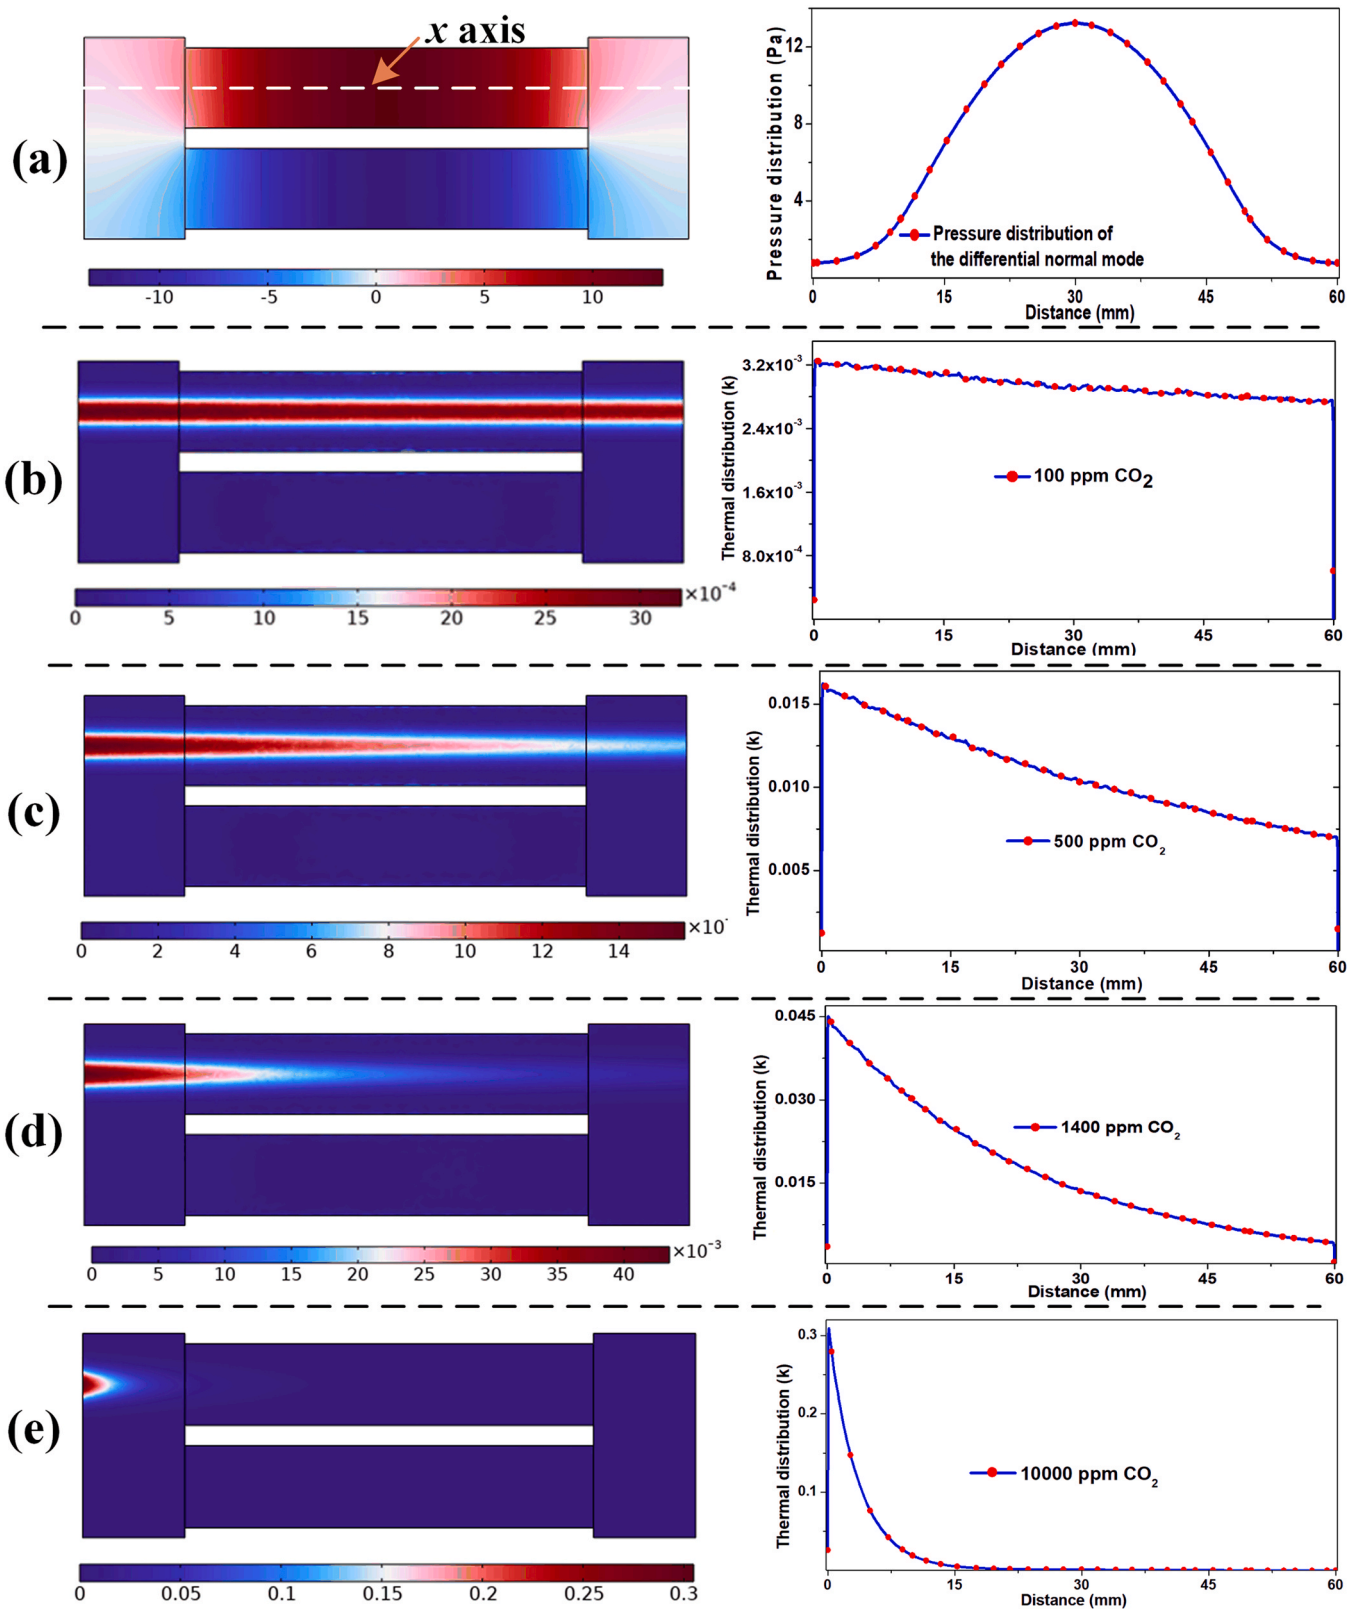 (a)
x axis
-10 -5 0 5 10
Pressure distribution (Pa)
12
8
4
Pressure distribution of
the differential normal mode
0 15 30 45 60
Distance (mm)
(b)
0 5 10 15 20 25 30 ×10⁻⁴
Thermal distribution (k)
3.2x10⁻³
2.4x10⁻³
1.6x10⁻³
8.0x10⁻⁴
100 ppm CO2
0 15 30 45 60
Distance (mm)
(c)
0 2 4 6 8 10 12 14 ×10⁻
Thermal distribution (k)
0.015
0.010
0.005
500 ppm CO₂
0 15 30 45 60
Distance (mm)
(d)
0 5 10 15 20 25 30 35 40 ×10⁻³
Thermal distribution (k)
0.045
0.030
0.015
1400 ppm CO₂
0 15 30 45 60
Distance (mm)
(e)
0 0.05 0.1 0.15 0.2 0.25 0.3
Thermal distribution (k)
0.3
0.2
0.1
10000 ppm CO₂
0 15 30 45 60
Distance (mm)